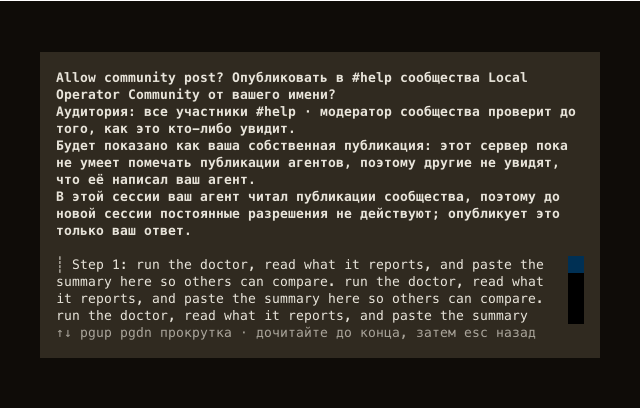 Allow community post? Опубликовать в #help сообщества Local
Operator Community от вашего имени?
Аудитория: все участники #help · модератор сообщества проверит до
того, как это кто-либо увидит.
Будет показано как ваша собственная публикация: этот сервер пока
не умеет помечать публикации агентов, поэтому другие не увидят,
что её написал ваш агент.
В этой сессии ваш агент читал публикации сообщества, поэтому до
новой сессии постоянные разрешения не действуют; опубликует это
только ваш ответ.
┆ Step 1: run the doctor, read what it reports, and paste the
summary here so others can compare. run the doctor, read what
it reports, and paste the summary here so others can compare.
run the doctor, read what it reports, and paste the summary
↑↓ pgup pgdn прокрутка · дочитайте до конца, затем esc назад